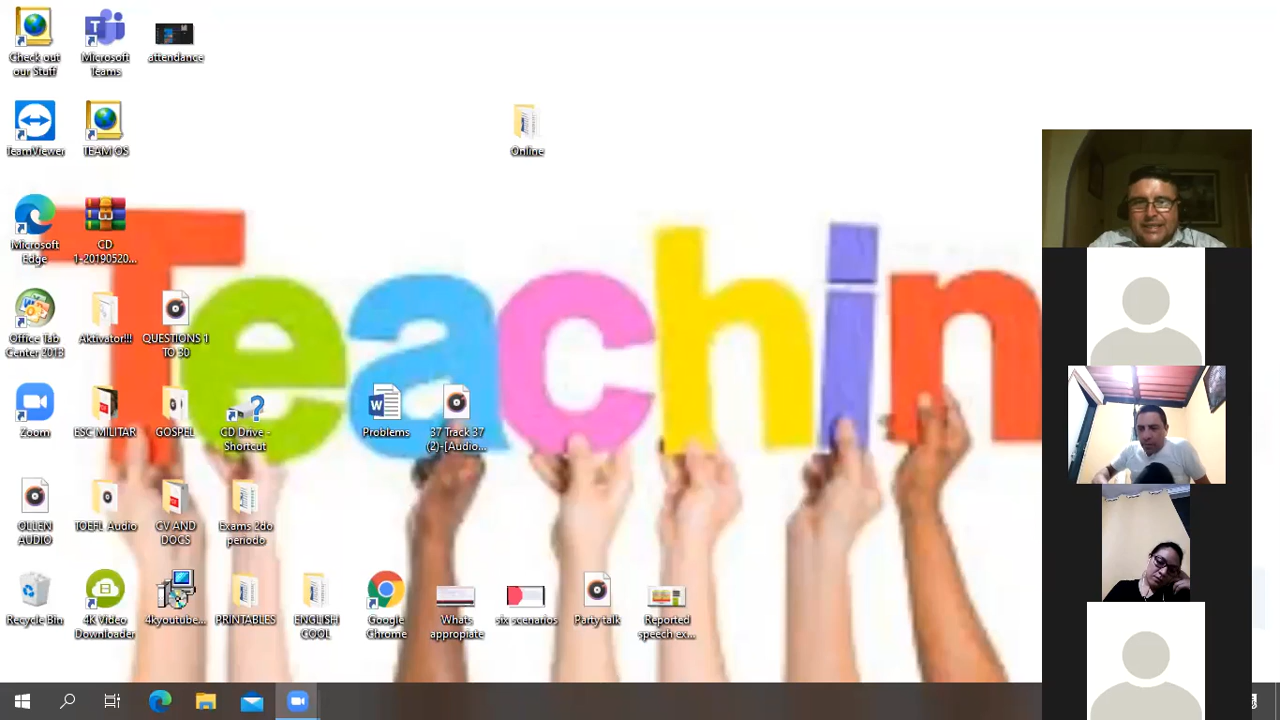 Check out
our Stuff
Microsoft
Teams
attendance
TeamViewer
TEAM OS
Online
Microsoft
Edge
CD
1-20190520...
Teachin
Office Tab
Center 2013
Aktivator!!!
QUESTIONS 1
TO 30
Zoom
ESC MILITAR
GOSPEL
CD Drive -
Shortcut
Problems
37 Track 37
(2)-[Audio...
OLLEN
AUDIO
TOEFL Audio
CV AND
DOCS
Exams 2do
periodo
Recycle Bin
4K Video
Downloader
4kyoutube...
PRINTABLES
ENGLISH
COOL
Google
Chrome
Whats
appropiate
six scenarios
Party talk
Reported
speech ex...